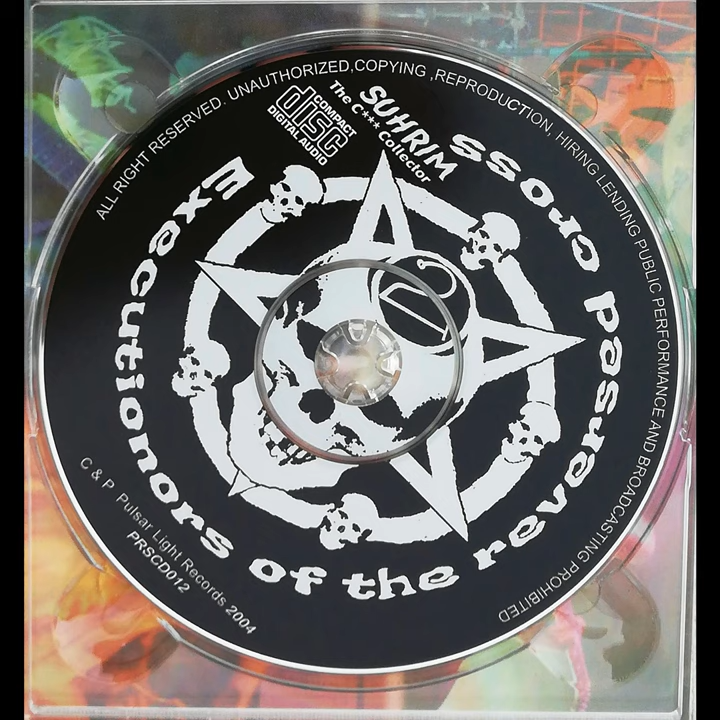 ALL RIGHT RESERVED. UNAUTHORIZED,COPYING ,REPRODUCTION, HIRING LENDING PUBLIC PERFORMANCE AND BROADCASTING PROHIBITED
COMPACT
disc
DIGITAL AUDIO
SUHRIM
The C*** Collector
Executionors of the reversed cross
C & P Pulsar Light Records 2004
PRSCD012